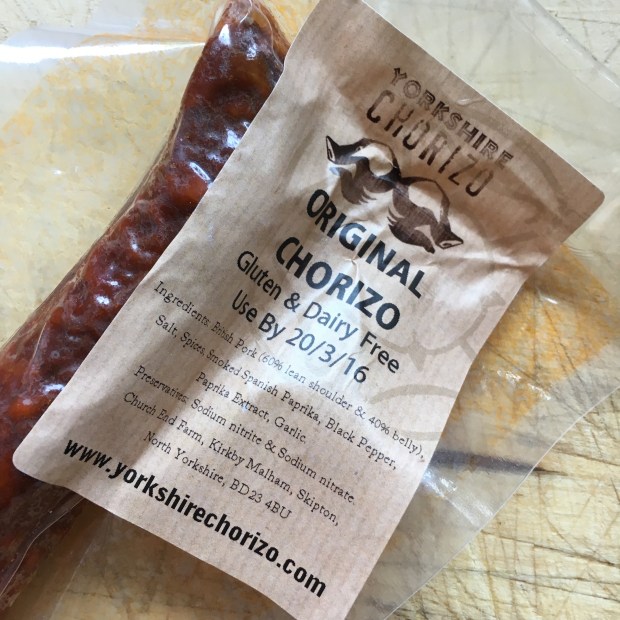 YORKSHIRE
CHORIZO
ORIGINAL
CHORIZO
Gluten & Dairy Free
Use By 20/3/16
Ingredients: British Pork (60% lean shoulder & 40% belly),
Salt, Spices, Smoked Spanish Paprika, Black Pepper,
Paprika Extract, Garlic.
Preservatives: Sodium nitrite & Sodium nitrate.
Church End Farm, Kirkby Malham, Skipton,
North Yorkshire, BD23 4BU
www.yorkshirechorizo.com